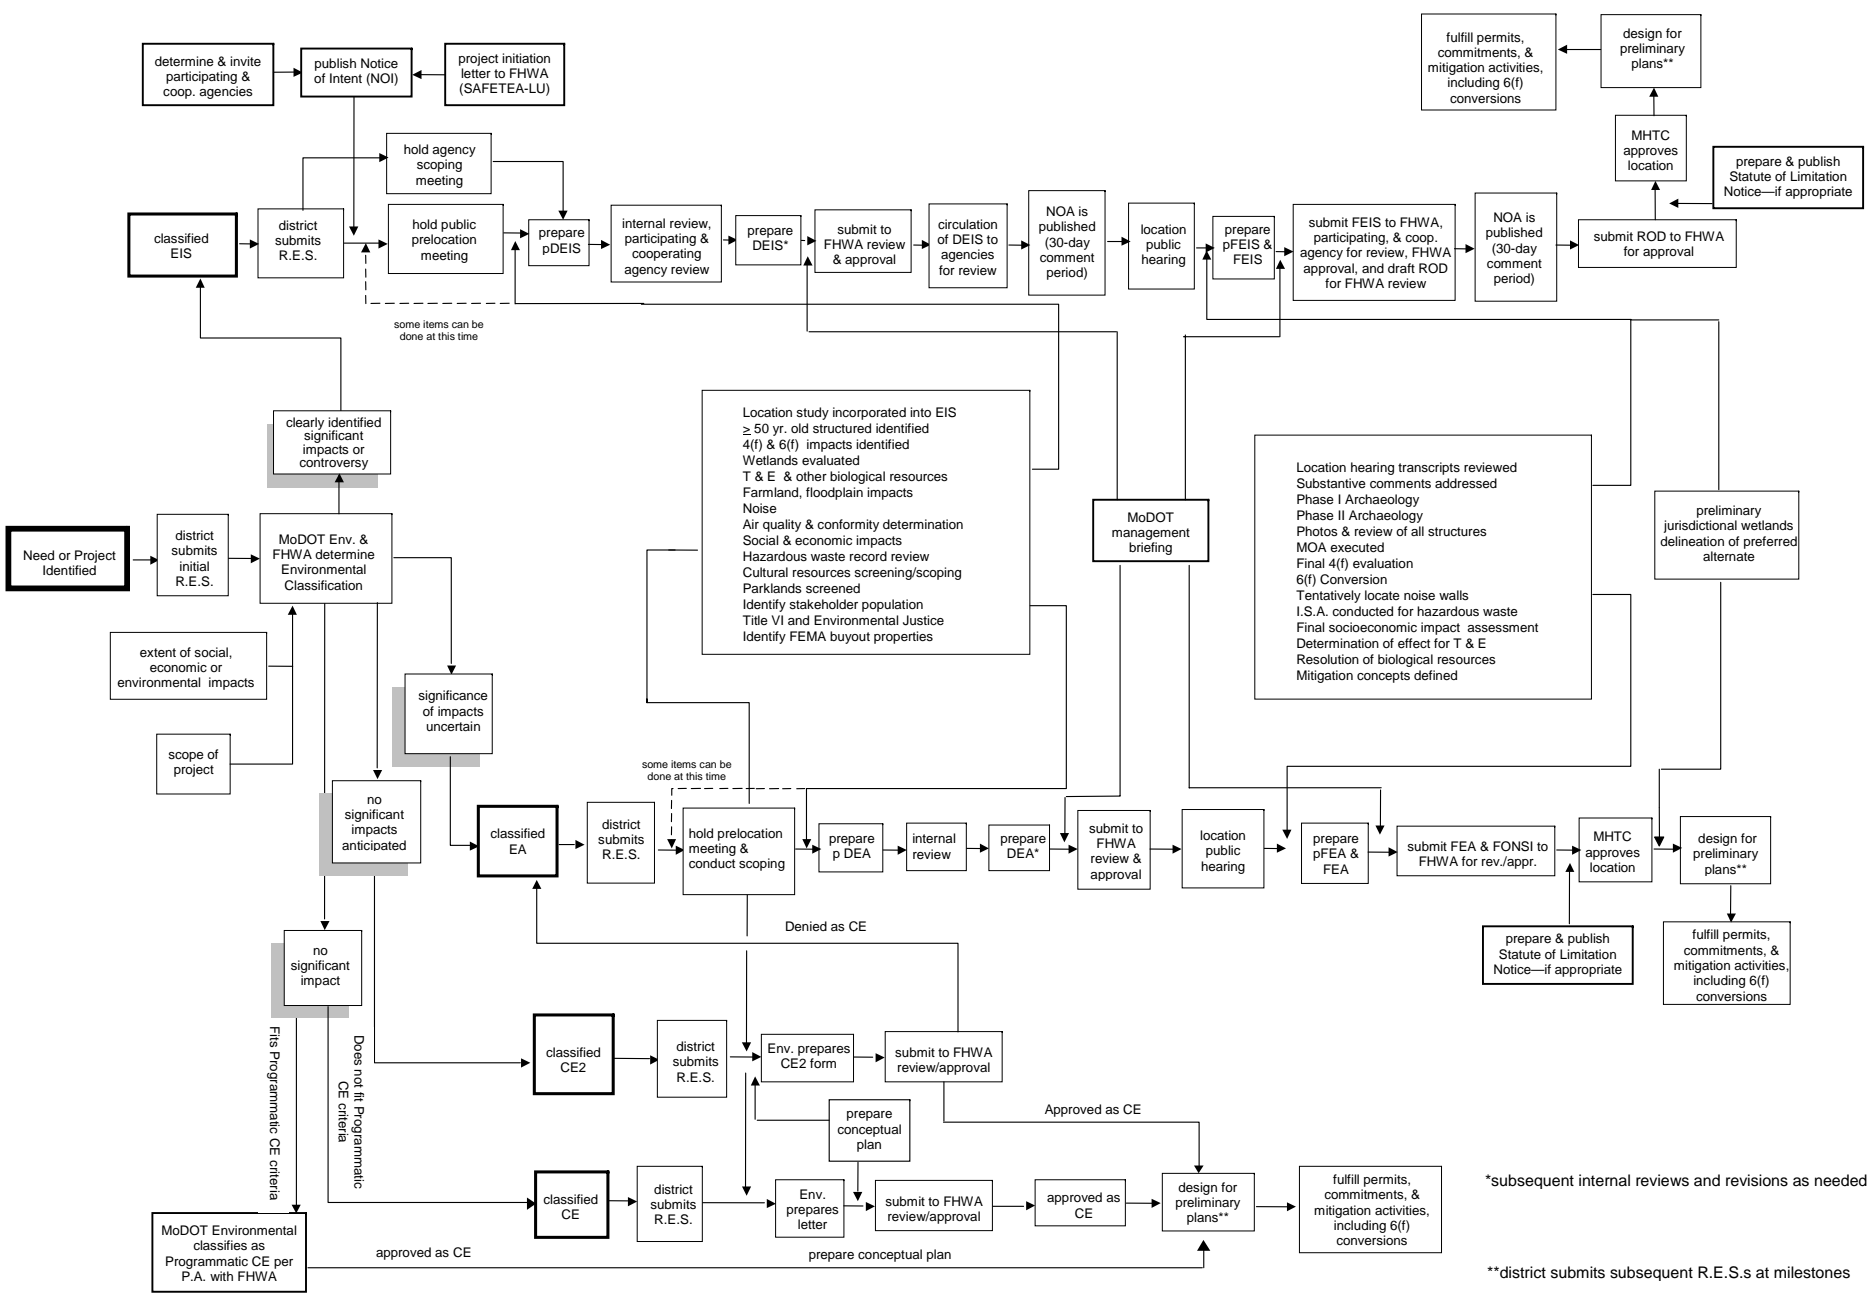 determine & invite
participating &
coop. agencies
publish Notice
of Intent (NOI)
project initiation
letter to FHWA
(SAFETEA-LU)
fulfill permits,
commitments, &
mitigation activities,
including 6(f)
conversions
design for
preliminary
plans**
MHTC
approves
location
prepare & publish
Statute of Limitation
Notice—if appropriate
hold agency
scoping
meeting
classified
EIS
district
submits
R.E.S.
hold public
prelocation
meeting
prepare
pDEIS
internal review,
participating &
cooperating
agency review
prepare
DEIS*
submit to
FHWA review
& approval
circulation
of DEIS to
agencies
for review
NOA is
published
(30-day
comment
period)
location
public
hearing
prepare
pFEIS &
FEIS
submit FEIS to FHWA,
participating, & coop.
agency for review, FHWA
approval, and draft ROD
for FHWA review
NOA is
published
(30-day
comment
period)
submit ROD to FHWA
for approval
some items can be
done at this time
clearly identified
significant
impacts or
controversy
Location study incorporated into EIS
> 50 yr. old structured identified
4(f) & 6(f) impacts identified
Wetlands evaluated
T & E & other biological resources
Farmland, floodplain impacts
Noise
Air quality & conformity determination
Social & economic impacts
Hazardous waste record review
Cultural resources screening/scoping
Parklands screened
Identify stakeholder population
Title VI and Environmental Justice
Identify FEMA buyout properties
MoDOT
management
briefing
Location hearing transcripts reviewed
Substantive comments addressed
Phase I Archaeology
Phase II Archaeology
Photos & review of all structures
MOA executed
Final 4(f) evaluation
6(f) Conversion
Tentatively locate noise walls
I.S.A. conducted for hazardous waste
Final socioeconomic impact assessment
Determination of effect for T & E
Resolution of biological resources
Mitigation concepts defined
preliminary
jurisdictional wetlands
delineation of preferred
alternate
Need or Project
Identified
district
submits
initial
R.E.S.
MoDOT Env. &
FHWA determine
Environmental
Classification
extent of social,
economic or
environmental impacts
scope of
project
significance
of impacts
uncertain
no
significant
impacts
anticipated
some items can be
done at this time
classified
EA
district
submits
R.E.S.
hold prelocation
meeting &
conduct scoping
prepare
p DEA
internal
review
prepare
DEA*
submit to
FHWA
review &
approval
location
public
hearing
prepare
pFEA &
FEA
submit FEA & FONSI to
FHWA for rev./appr.
MHTC
approves
location
design for
preliminary
plans**
prepare & publish
Statute of Limitation
Notice—if appropriate
fulfill permits,
commitments, &
mitigation activities,
including 6(f)
conversions
Denied as CE
no
significant
impact
Fits Programmatic CE criteria
Does not fit Programmatic
CE criteria
classified
CE2
district
submits
R.E.S.
Env. prepares
CE2 form
submit to FHWA
review/approval
prepare
conceptual
plan
Approved as CE
classified
CE
district
submits
R.E.S.
Env.
prepares
letter
submit to FHWA
review/approval
approved as
CE
design for
preliminary
plans**
fulfill permits,
commitments, &
mitigation activities,
including 6(f)
conversions
*subsequent internal reviews and revisions as needed
MoDOT Environmental
classifies as
Programmatic CE per
P.A. with FHWA
approved as CE
prepare conceptual plan
**district submits subsequent R.E.S.s at milestones